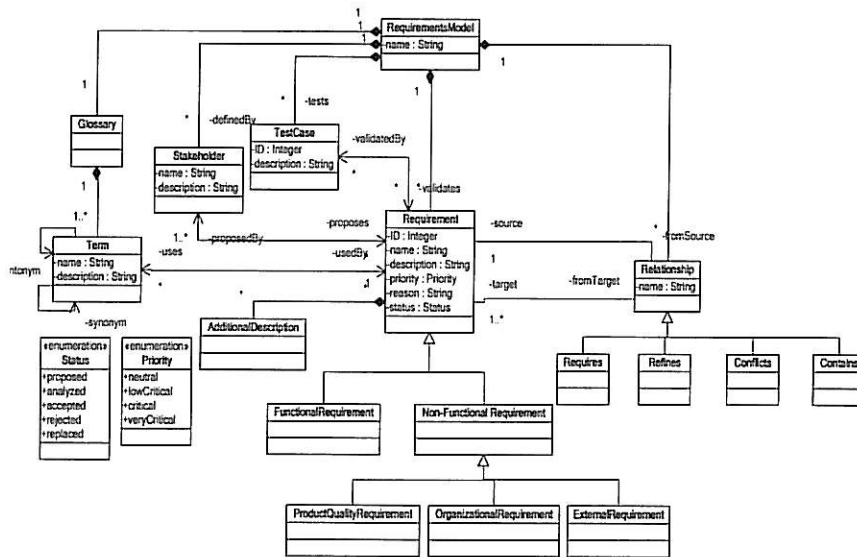 1
1
1
RequirementsModel
-name : String
1
1
1
*
-definedBy
*
-tests
Glossary
TestCase
-ID : Integer
-description : String
-validatedBy
Stakeholder
-name : String
-description : String
*
*
*
-validates
1
1..*
-proposedBy
-proposes
Requirement
-ID : Integer
-name : String
-description : String
-priority : Priority
-reason : String
-status : Status
-source
1
*
-fromSource
1..*
Term
-name : String
-description : String
-uses
*
-usedBy
*
ntonym
-synonym
Relationship
-name : String
-target
-fromTarget
1..*
*
1
AdditionalDescription
«enumeration»
Status
+proposed
+analyzed
+accepted
+rejected
+replaced
«enumeration»
Priority
+neutral
+lowCritical
+critical
+veryCritical
Requires
Refines
Conflicts
Contains
FunctionalRequirement
Non-Functional Requirement
ProductQualityRequirement
OrganizationalRequirement
ExternalRequirement